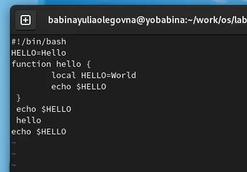 babinayuliaolegovna@yobabina:~/work/os/lab
#!/bin/bash
HELLO=Hello
function hello {
        local HELLO=World
        echo $HELLO
 }
 echo $HELLO
 hello
echo $HELLO
~
~
~